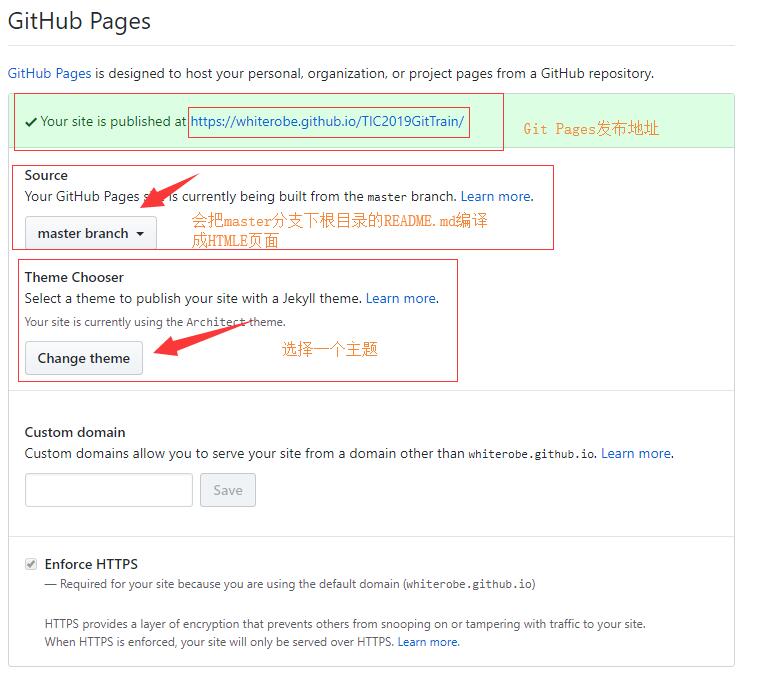 GitHub Pages
GitHub Pages is designed to host your personal, organization, or project pages from a GitHub repository.
Your site is published at https://whiterobe.github.io/TIC2019GitTrain/
Git Pages发布地址
Source
Your GitHub Pages is currently being built from the master branch. Learn more.
master branch
会把master分支下根目录的README.md编译
成HTMLE页面
Theme Chooser
Select a theme to publish your site with a Jekyll theme. Learn more.
Your site is currently using the Architect theme.
Change theme
选择一个主题
Custom domain
Custom domains allow you to serve your site from a domain other than whiterobe.github.io. Learn more.
Save
Enforce HTTPS
— Required for your site because you are using the default domain (whiterobe.github.io)
HTTPS provides a layer of encryption that prevents others from snooping on or tampering with traffic to your site.
When HTTPS is enforced, your site will only be served over HTTPS. Learn more.